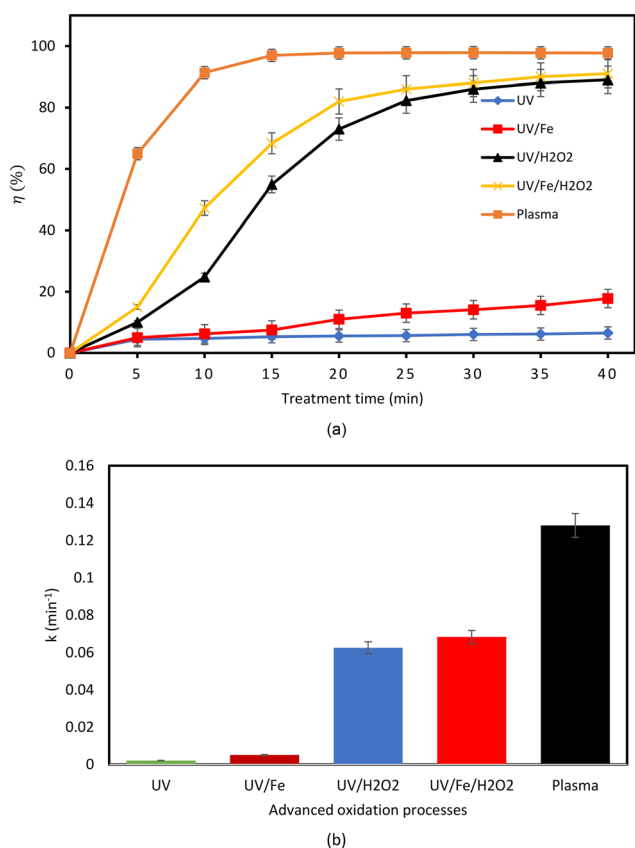 100
80
60
40
20
0
η (%)
UV
UV/Fe
UV/H2O2
UV/Fe/H2O2
Plasma
0 5 10 15 20 25 30 35 40
Treatment time (min)
(a)
0.16
0.14
0.12
0.1
0.08
0.06
0.04
0.02
0
k (min⁻¹)
UV UV/Fe UV/H2O2 UV/Fe/H2O2 Plasma
Advanced oxidation processes
(b)